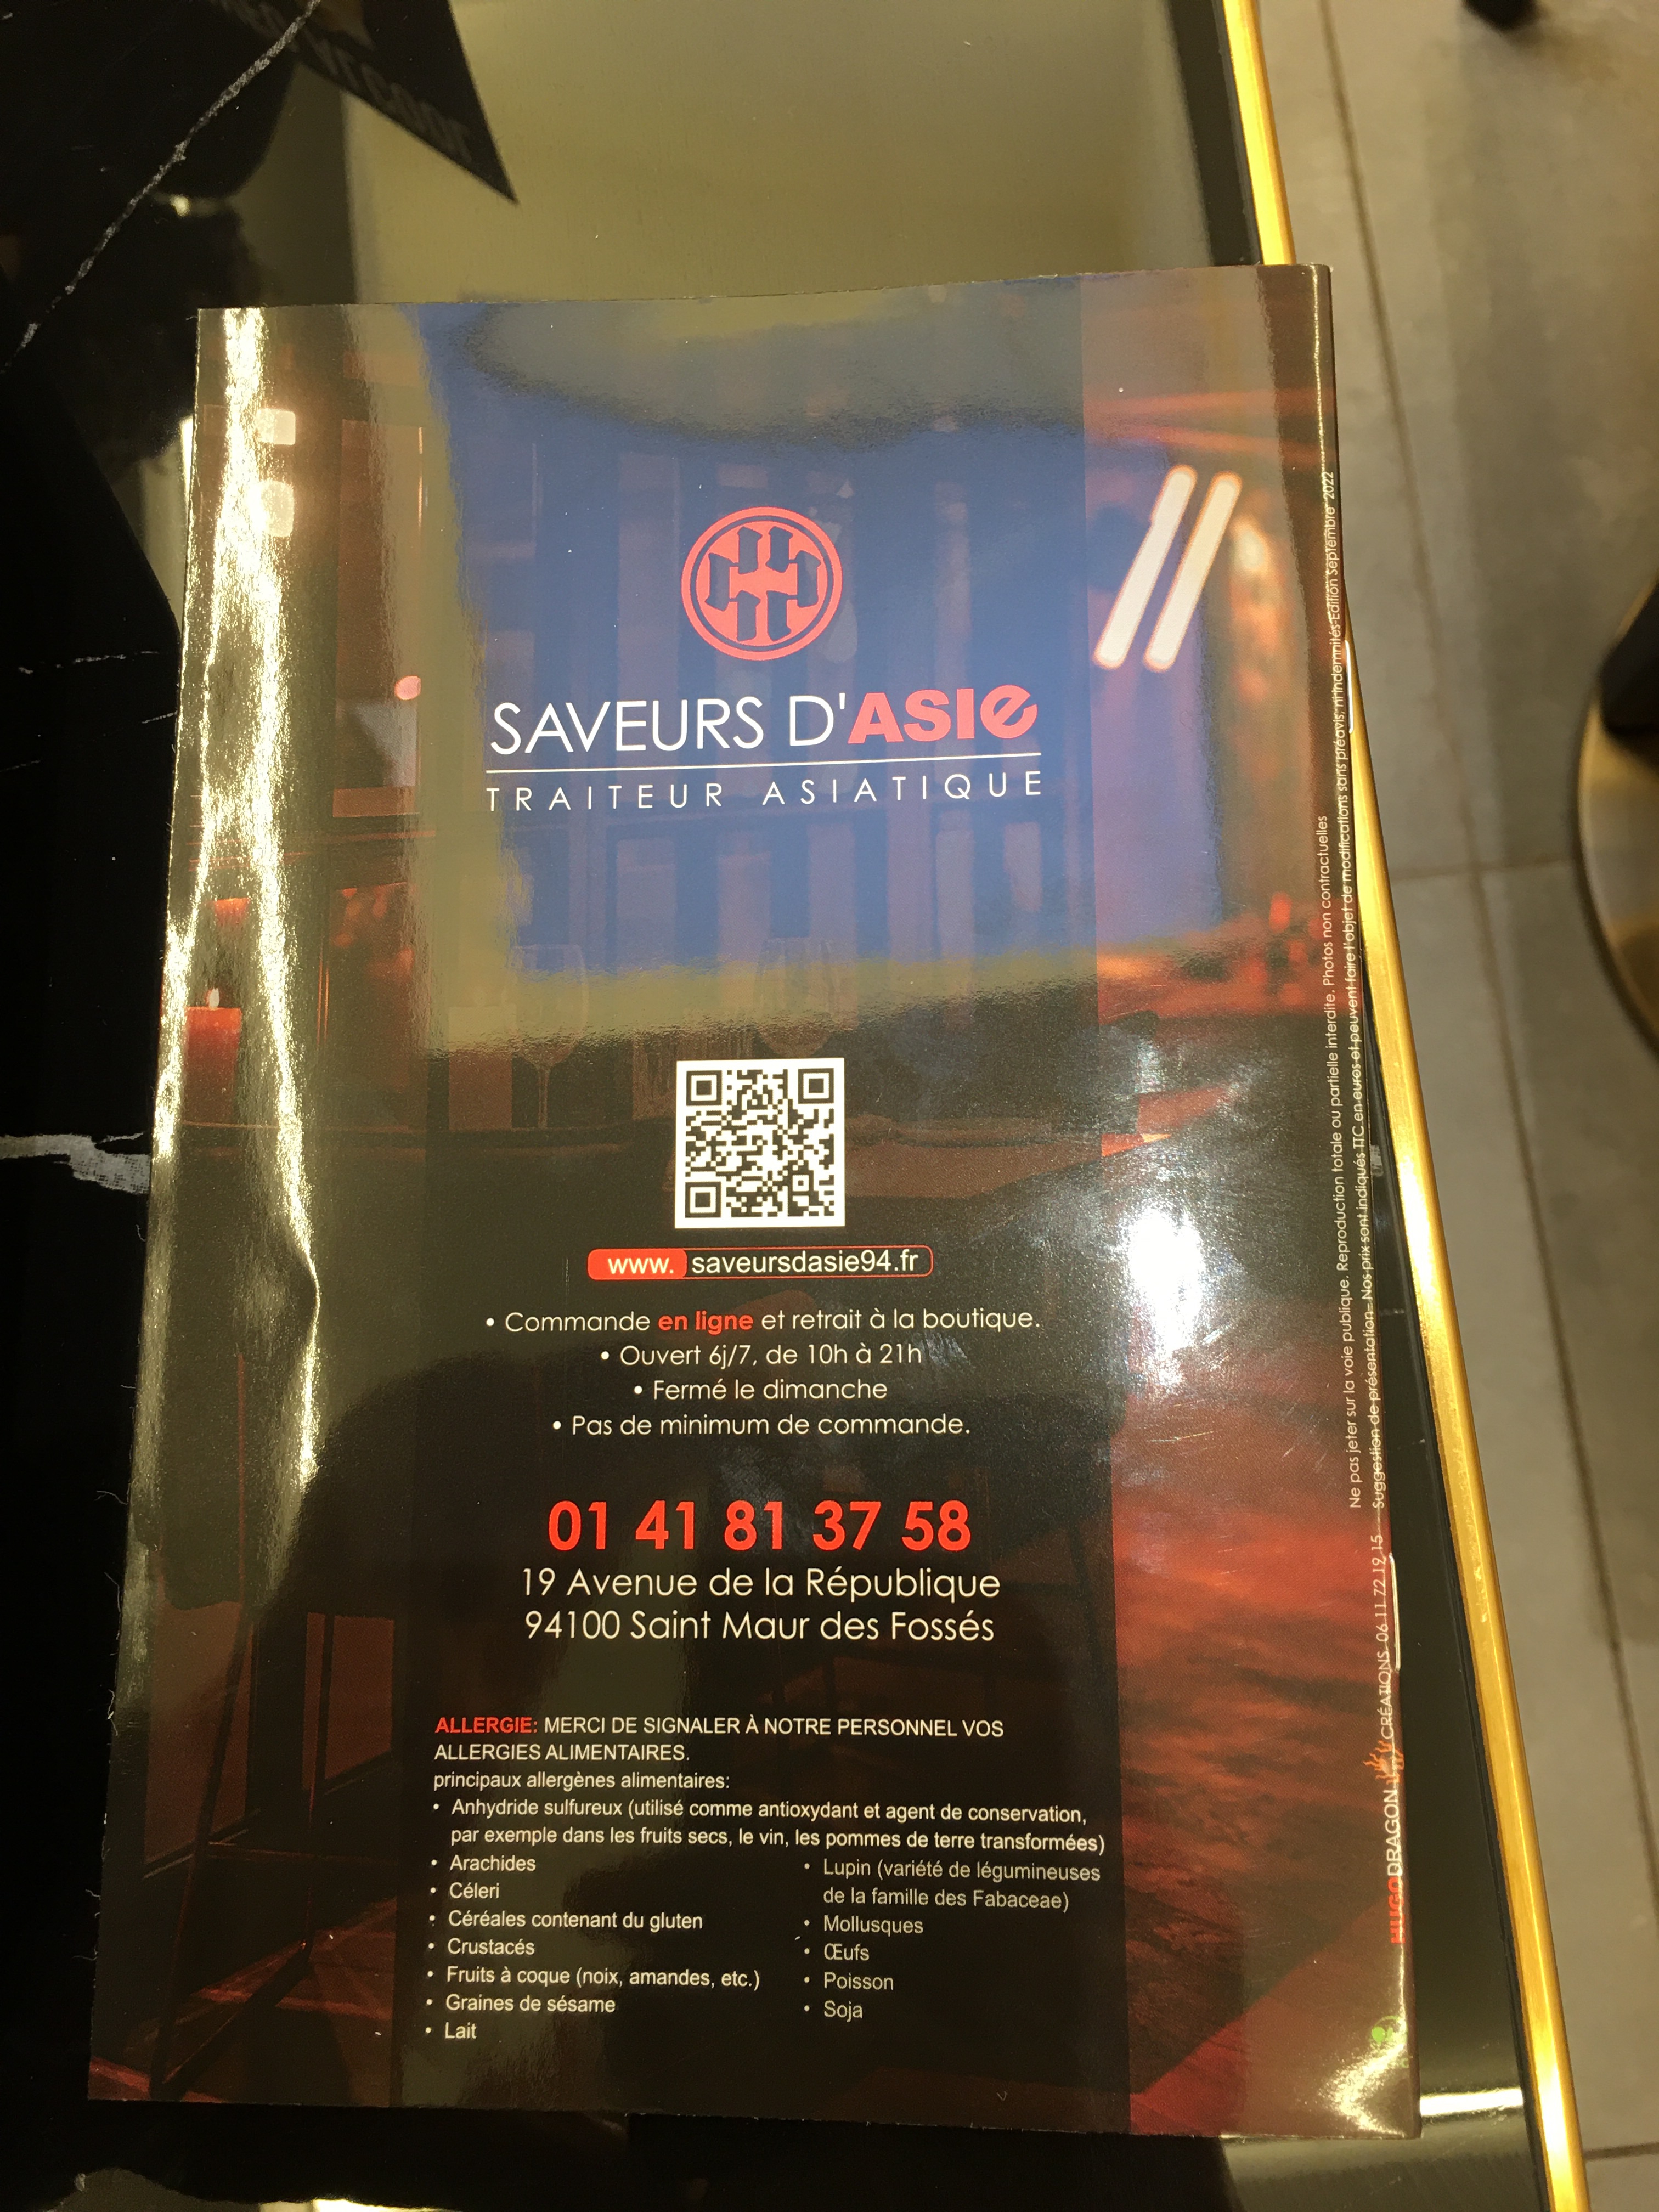 SAVEURS D'ASIE
TRAITEUR ASIATIQUE
www. saveursdasie94.fr
• Commande en ligne et retrait à la boutique.
• Ouvert 6j/7, de 10h à 21h
• Fermé le dimanche
• Pas de minimum de commande.
01 41 81 37 58
19 Avenue de la République
94100 Saint Maur des Fossés
ALLERGIE: MERCI DE SIGNALER À NOTRE PERSONNEL VOS
ALLERGIES ALIMENTAIRES.
principaux allergènes alimentaires:
• Anhydride sulfureux (utilisé comme antioxydant et agent de conservation,
par exemple dans les fruits secs, le vin, les pommes de terre transformées)
• Arachides
• Céleri
• Céréales contenant du gluten
• Crustacés
• Fruits à coque (noix, amandes, etc.)
• Graines de sésame
• Lait
• Lupin (variété de légumineuses
de la famille des Fabaceae)
• Mollusques
• Œufs
• Poisson
• Soja
Ne pas jeter sur la voie publique. Reproduction totale ou partielle interdite. Photos non contractuelles
Suggestion de présentation- Nos prix sont indiqués TTC en euros et peuvent faire l'objet de modifications sans préavis, ni indemnités-Edition Septembre 2022
HUGODRAGON CRÉATIONS 06 11 72 19 15